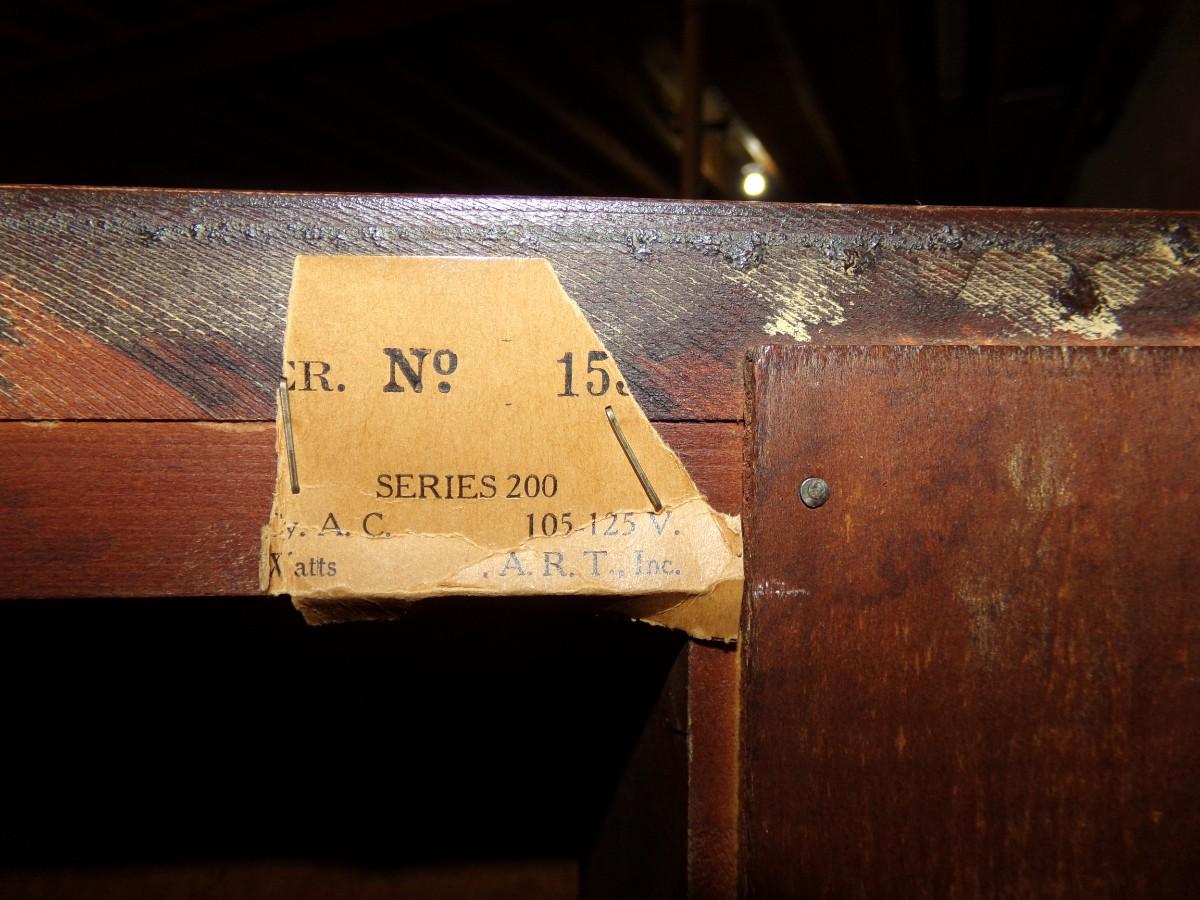 ER. Nº 15
SERIES 200
y. A. C. 105-125 V.
Watts . A. R. T., Inc.